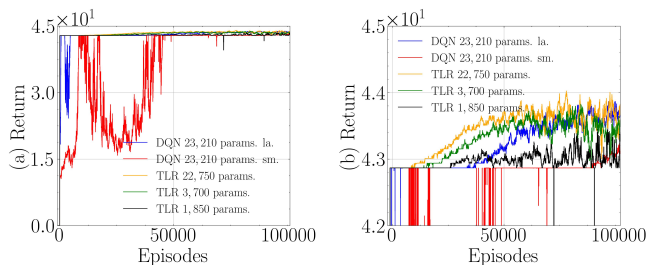 4.5×10¹
3.0
1.5
0.0
(a) Return
0
50000
100000
Episodes
DQN 23,210 params. la.
DQN 23,210 params. sm.
TLR 22,750 params.
TLR 3,700 params.
TLR 1,850 params.
4.5×10¹
4.4
4.3
4.2
(b) Return
0
50000
100000
Episodes
DQN 23,210 params. la.
DQN 23,210 params. sm.
TLR 22,750 params.
TLR 3,700 params.
TLR 1,850 params.